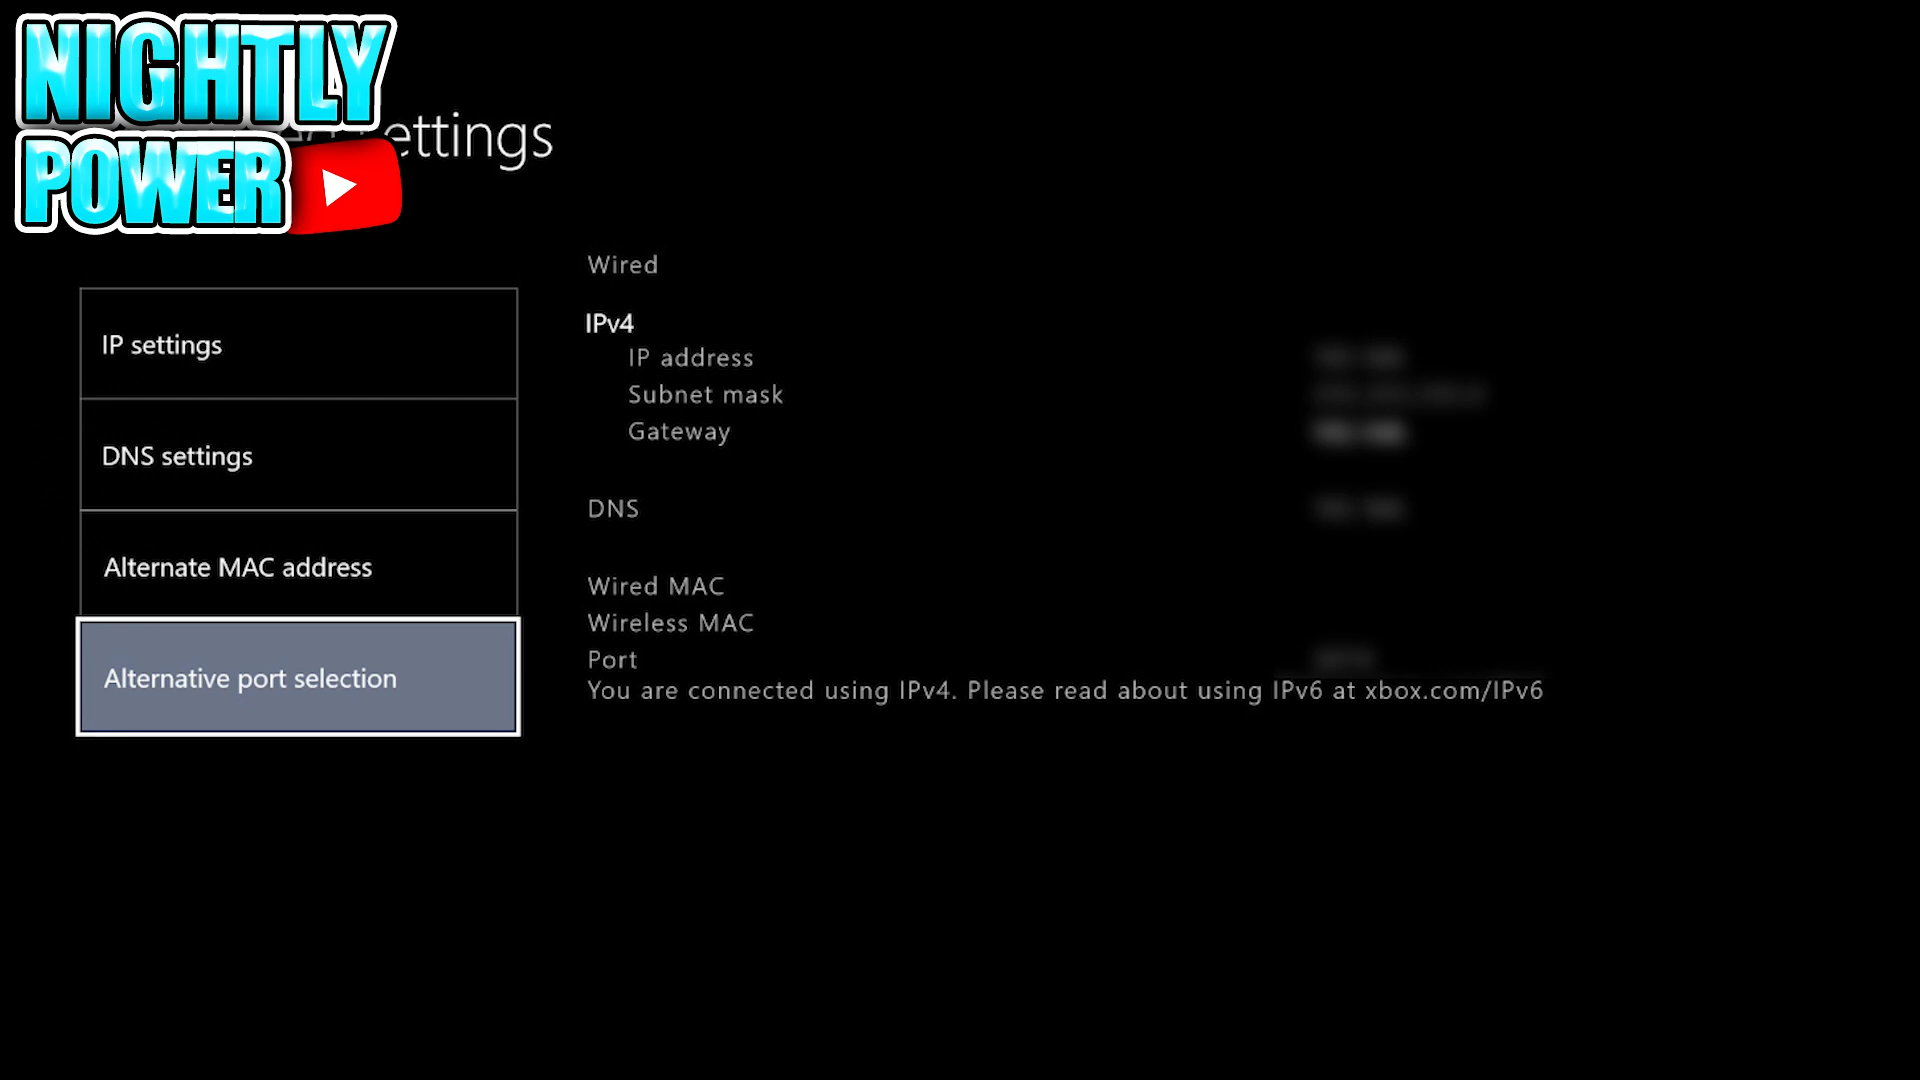 NIGHTLY
POWER
ettings
Wired
IPv4
IP address
Subnet mask
Gateway
DNS
Wired MAC
Wireless MAC
Port
You are connected using IPv4. Please read about using IPv6 at xbox.com/IPv6
IP settings
DNS settings
Alternate MAC address
Alternative port selection